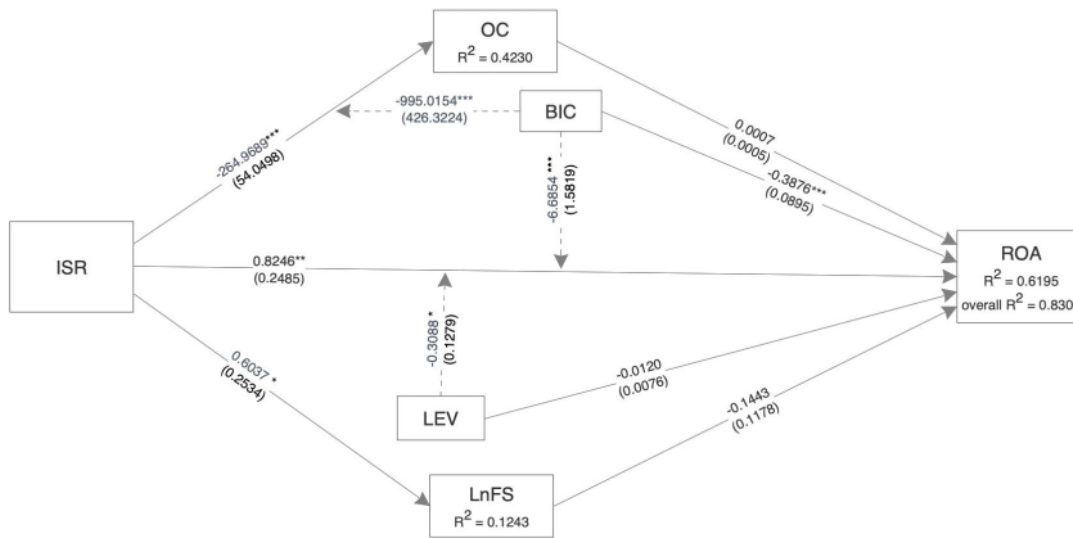 OC
R² = 0.4230
-995.0154***
(426.3224)
BIC
0.0007
(0.0005)
-264.9689***
(54.0498)
-6.6854 ***
(1.5819)
-0.3876***
(0.0895)
ISR
0.8246**
(0.2485)
ROA
R² = 0.6195
overall R² = 0.830
-0.3088 *
(0.1279)
0.6037 *
(0.2534)
-0.0120
(0.0076)
LEV
-0.1443
(0.1178)
LnFS
R² = 0.1243